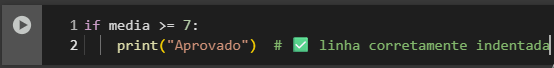 1 if media >= 7:
2     print("Aprovado")  # ✅ linha corretamente indentada